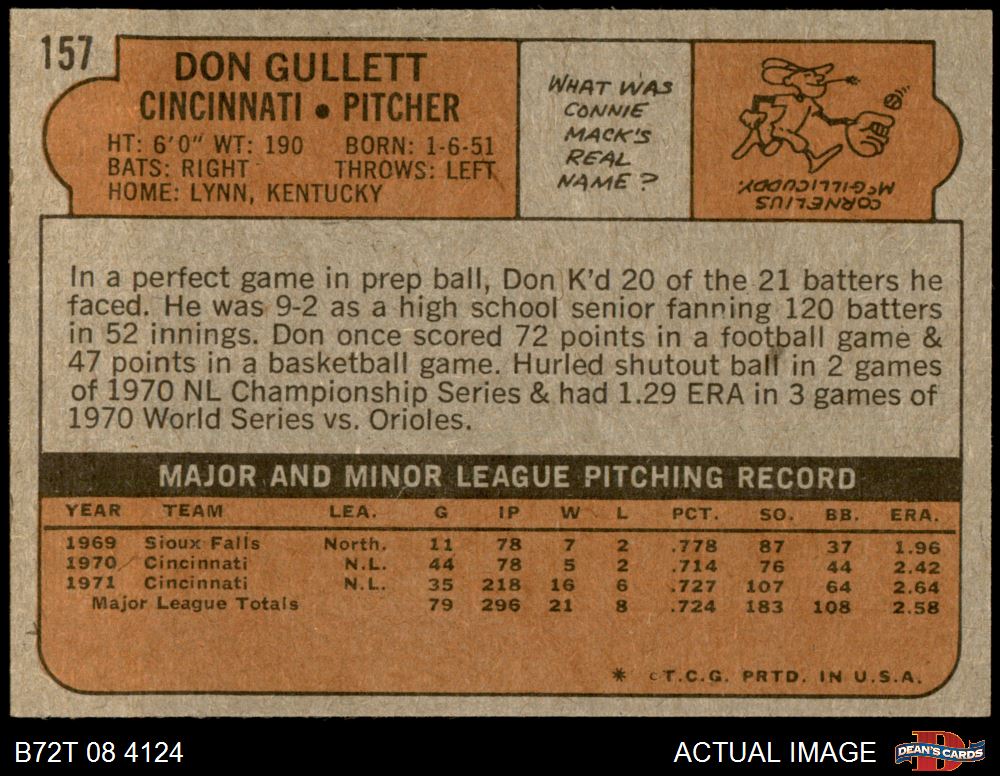 157
DON GULLETT
CINCINNATI • PITCHER
HT: 6'0" WT: 190 BORN: 1-6-51
BATS: RIGHT THROWS: LEFT
HOME: LYNN, KENTUCKY
WHAT WAS
CONNIE
MACK'S
REAL
NAME?
CORNELIUS
McGILLICUDDY.
In a perfect game in prep ball, Don K'd 20 of the 21 batters he
faced. He was 9-2 as a high school senior fanning 120 batters
in 52 innings. Don once scored 72 points in a football game &
47 points in a basketball game. Hurled shutout ball in 2 games
of 1970 NL Championship Series & had 1.29 ERA in 3 games of
1970 World Series vs. Orioles.
MAJOR AND MINOR LEAGUE PITCHING RECORD
YEAR TEAM LEA. G IP W L PCT. SO. BB. ERA.
1969 Sioux Falls North. 11 78 7 2 .778 87 37 1.96
1970 Cincinnati N.L. 44 78 5 2 .714 76 44 2.42
1971 Cincinnati N.L. 35 218 16 6 .727 107 64 2.64
Major League Totals 79 296 21 8 .724 183 108 2.58
* ©T.C.G. PRTD. IN U.S.A.
B72T 08 4124
ACTUAL IMAGE
D
DEAN'S CARDS